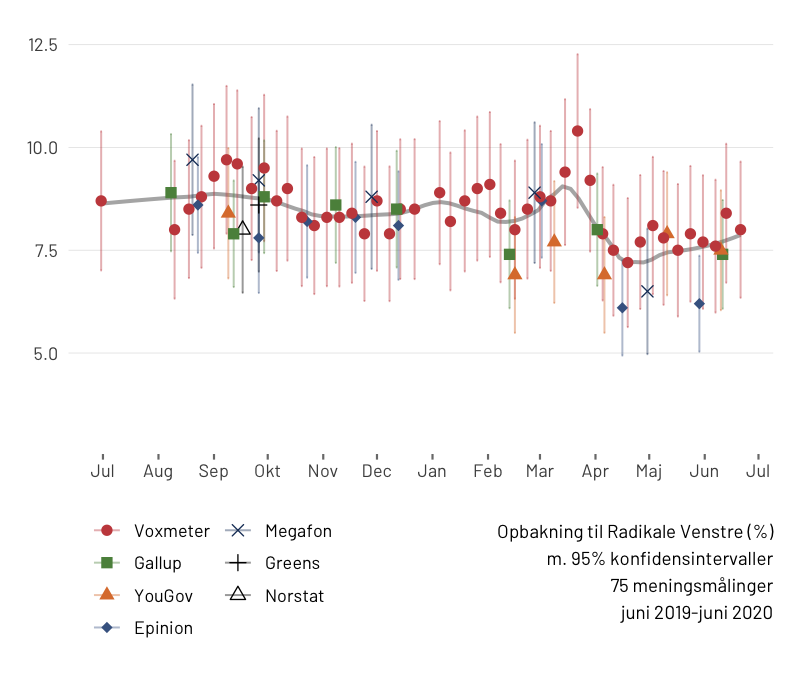 12.5
10.0
7.5
5.0
Jul Aug Sep Okt Nov Dec Jan Feb Mar Apr Maj Jun Jul
Voxmeter Megafon
Gallup Greens
YouGov Norstat
Epinion
Opbakning til Radikale Venstre (%)
m. 95% konfidensintervaller
75 meningsmålinger
juni 2019-juni 2020